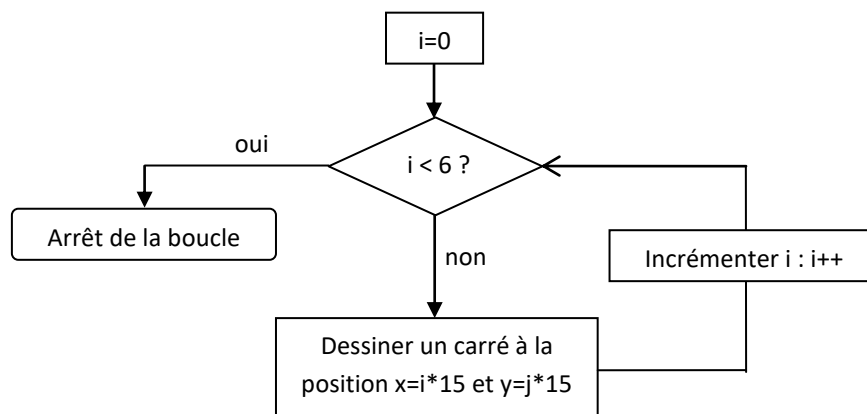 i=0
oui
i < 6 ?
Arrêt de la boucle
non
Incrémenter i : i++
Dessiner un carré à la
position x=i*15 et y=j*15